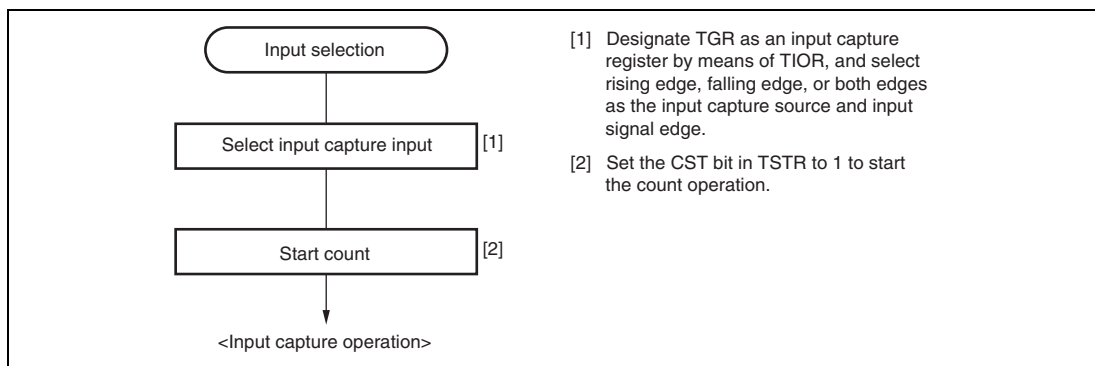 Input selection
Select input capture input
[1]
Start count
[2]
<Input capture operation>
[1] Designate TGR as an input capture
register by means of TIOR, and select
rising edge, falling edge, or both edges
as the input capture source and input
signal edge.
[2] Set the CST bit in TSTR to 1 to start
the count operation.